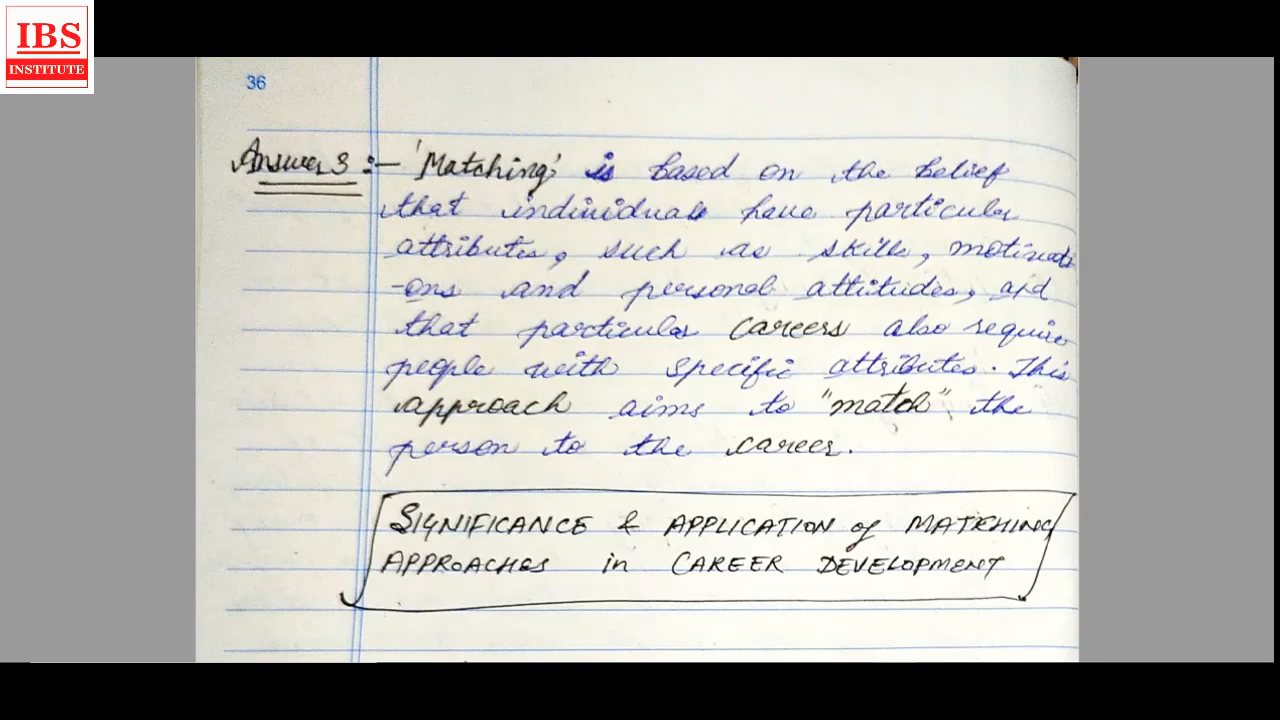 IBS
INSTITUTE
36
Answer 3 :- 'Matching' is based on the belief
that individuals have particular
attributes, such as skills, motivati
-ons and personal attitudes, and
that particular careers also require
people with specific attributes. This
approach aims to "match" the
person to the career.
SIGNIFICANCE & APPLICATION of MATCHING
APPROACHES in CAREER DEVELOPMENT